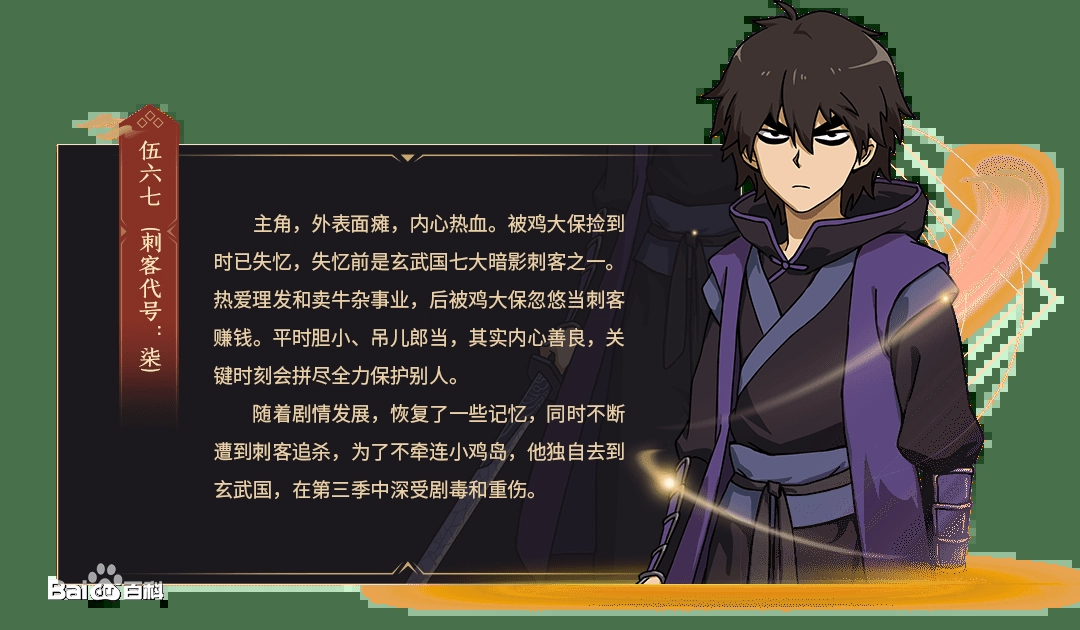 伍六七（刺客代号：柒）
主角，外表面瘫，内心热血。被鸡大保捡到
时已失忆，失忆前是玄武国七大暗影刺客之一。
热爱理发和卖牛杂事业，后被鸡大保忽悠当刺客
赚钱。平时胆小、吊儿郎当，其实内心善良，关
键时刻会拼尽全力保护别人。
随着剧情发展，恢复了一些记忆，同时不断
遭到刺客追杀，为了不牵连小鸡岛，他独自去到
玄武国，在第三季中深受剧毒和重伤。
Bai du 百科